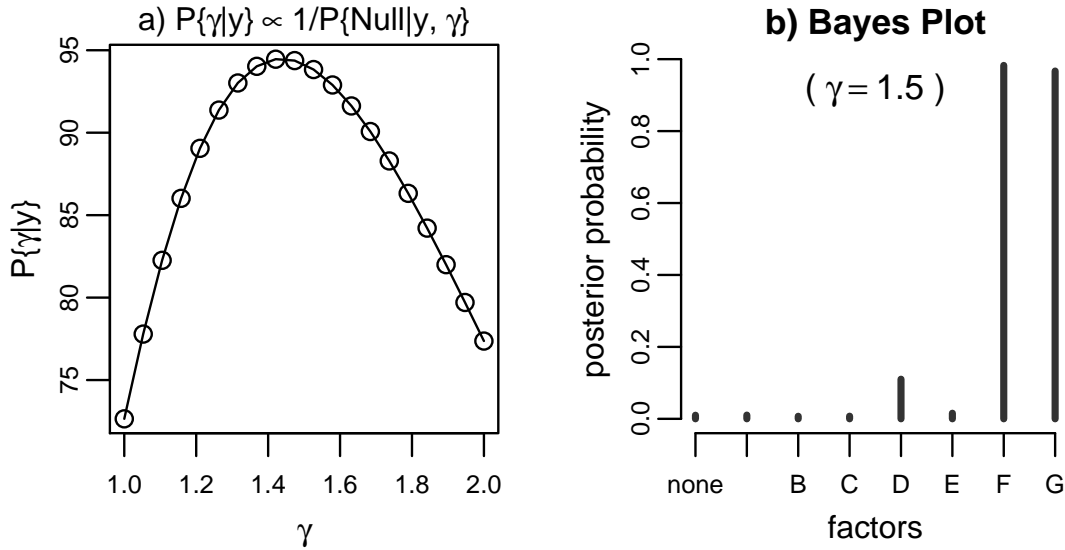 a) P{γ|y} ∝ 1/P{Null|y, γ}
P{γ|y}
95
90
85
80
75
1.0 1.2 1.4 1.6 1.8 2.0
γ
b) Bayes Plot
( γ = 1.5 )
posterior probability
1.0
0.8
0.6
0.4
0.2
0.0
none B C D E F G
factors